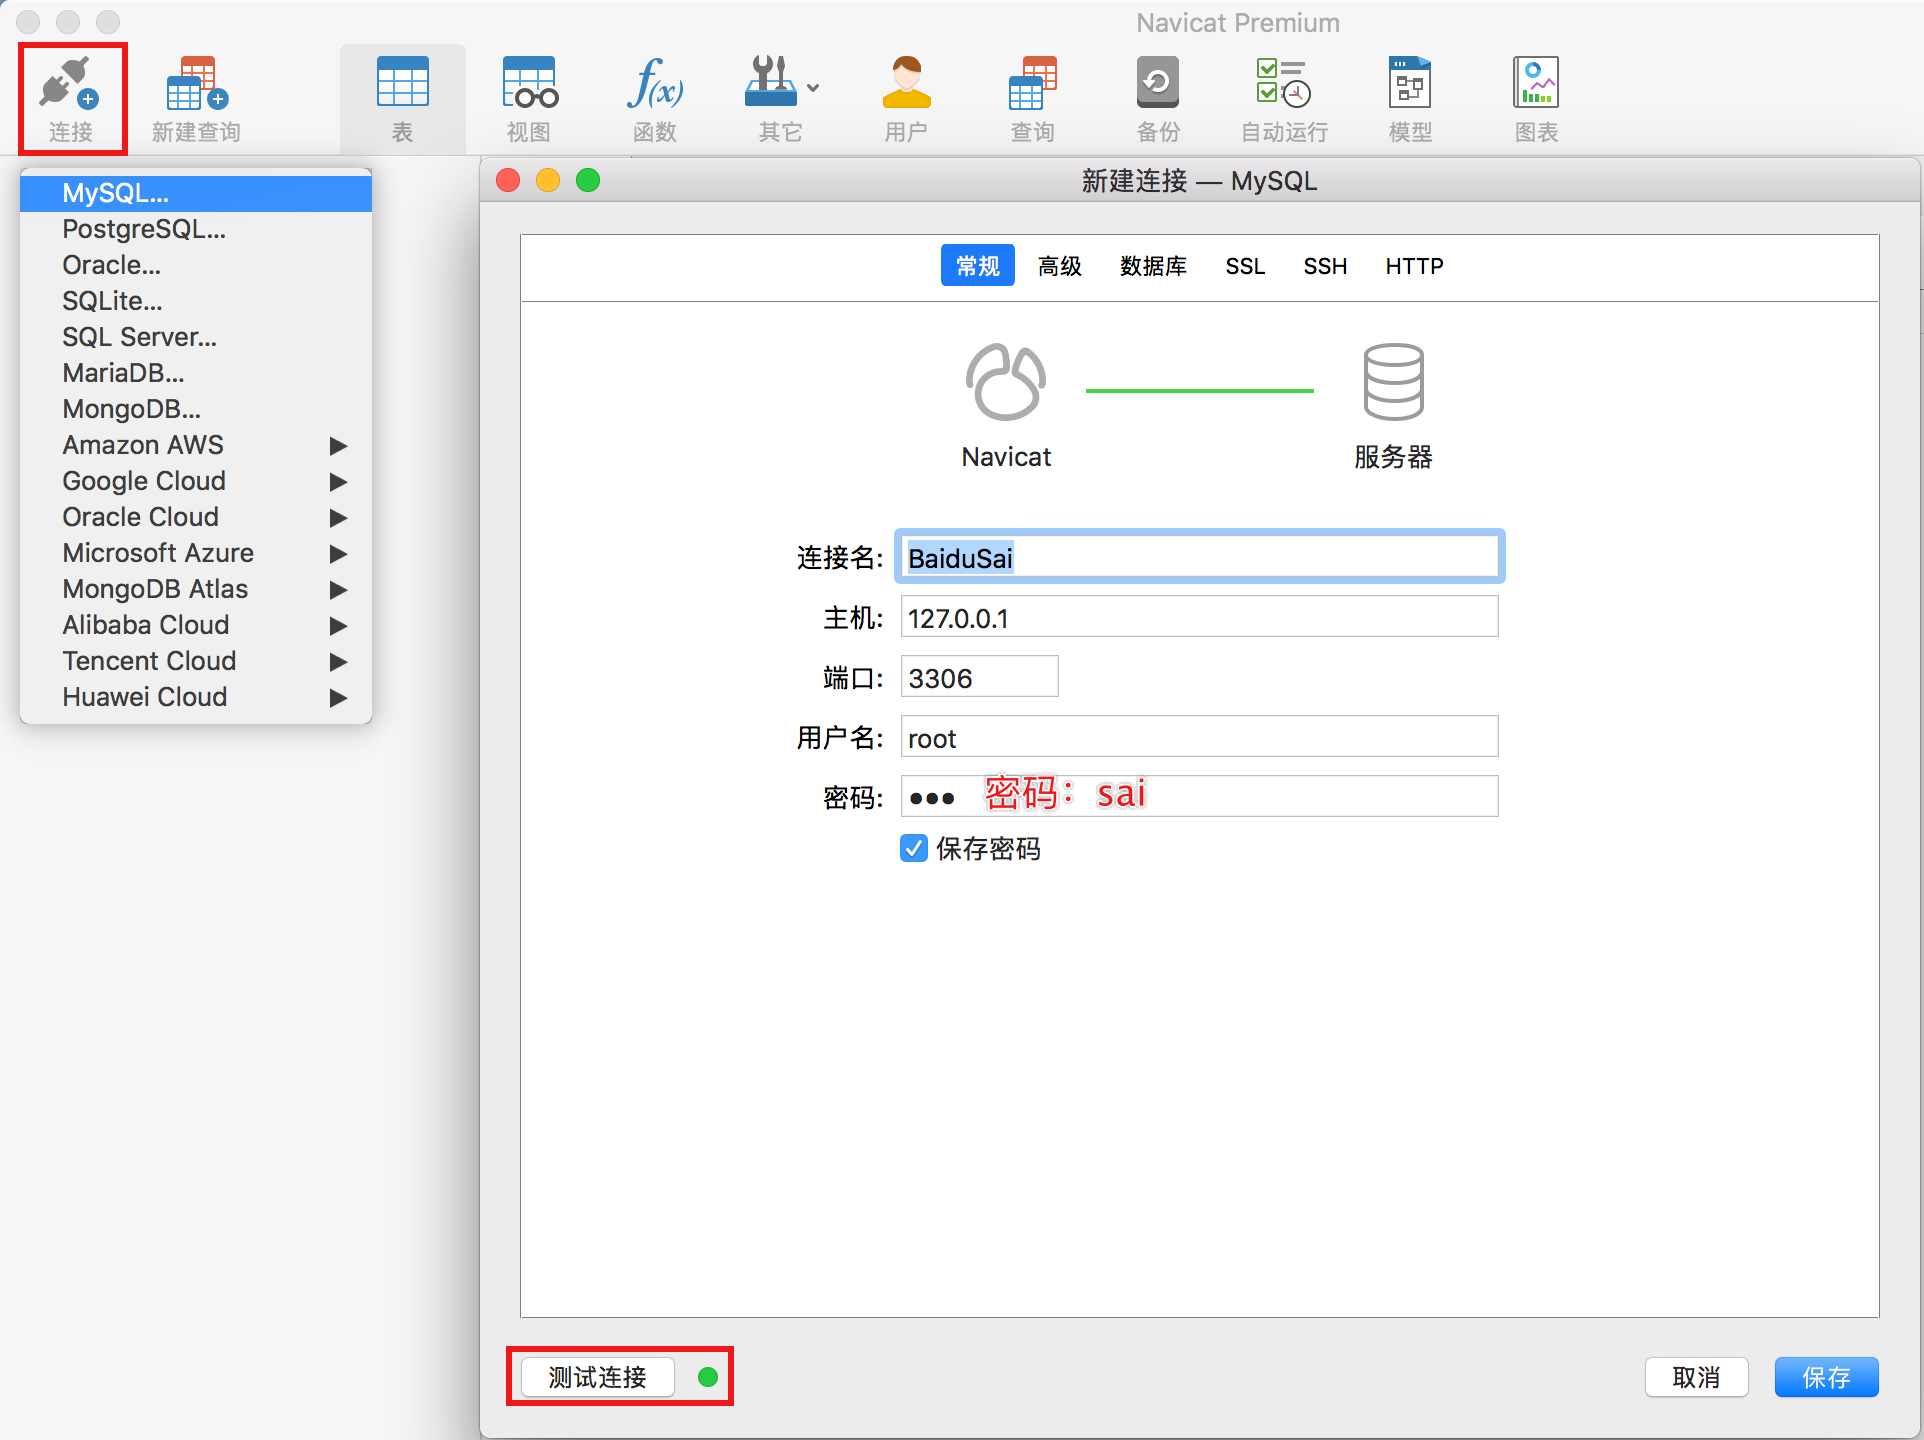 Navicat Premium
连接
新建查询
表
视图
函数
其它
用户
查询
备份
自动运行
模型
图表
MySQL...
PostgreSQL...
Oracle...
SQLite...
SQL Server...
MariaDB...
MongoDB...
Amazon AWS
Google Cloud
Oracle Cloud
Microsoft Azure
MongoDB Atlas
Alibaba Cloud
Tencent Cloud
Huawei Cloud
新建连接 — MySQL
常规 高级 数据库 SSL SSH HTTP
Navicat
服务器
连接名: BaiduSai
主机: 127.0.0.1
端口: 3306
用户名: root
密码: ●●● 密码：sai
保存密码
测试连接
取消
保存